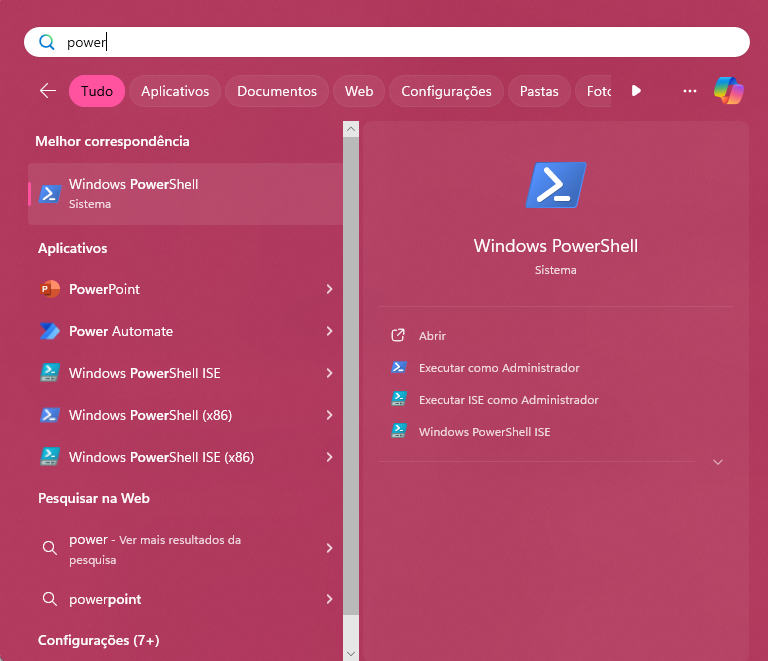 power
Tudo
Aplicativos
Documentos
Web
Configurações
Pastas
Foto
Melhor correspondência
Windows PowerShell
Sistema
Aplicativos
PowerPoint
Power Automate
Windows PowerShell ISE
Windows PowerShell (x86)
Windows PowerShell ISE (x86)
Pesquisar na Web
power - Ver mais resultados da
pesquisa
powerpoint
Configurações (7+)
Windows PowerShell
Sistema
Abrir
Executar como Administrador
Executar ISE como Administrador
Windows PowerShell ISE